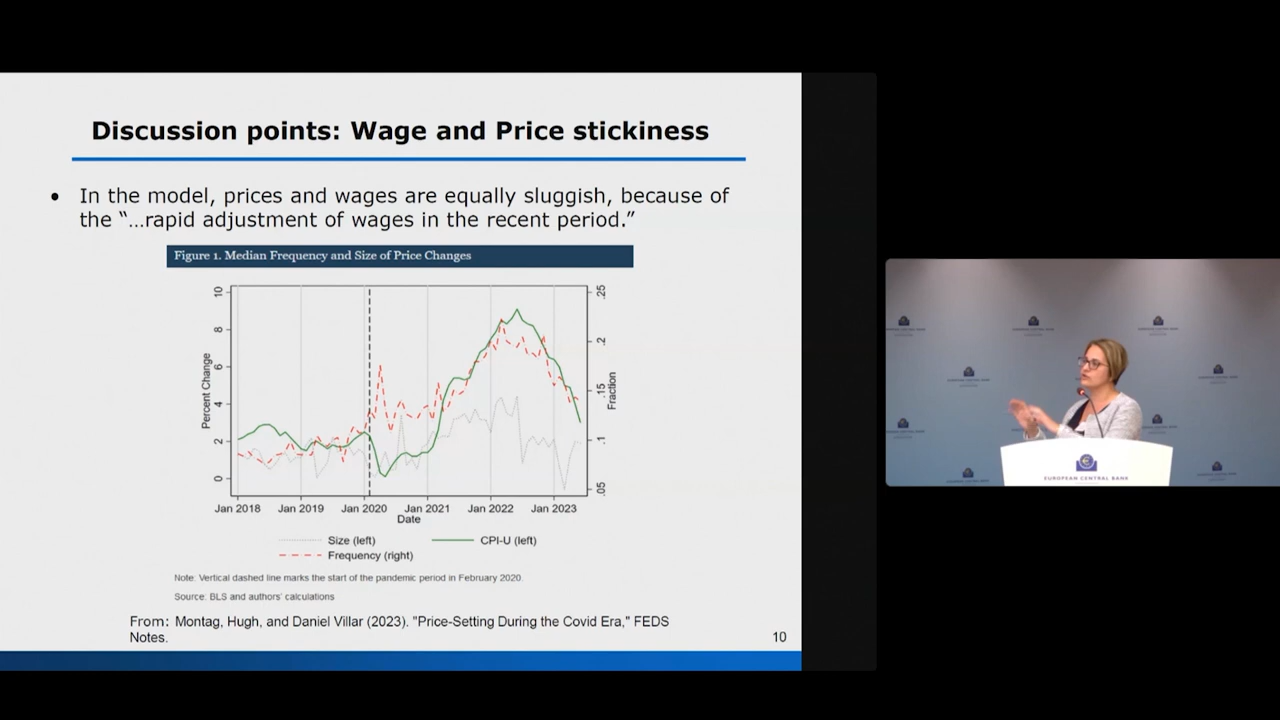 Discussion points: Wage and Price stickiness
• In the model, prices and wages are equally sluggish, because of
the “…rapid adjustment of wages in the recent period.”
Figure 1. Median Frequency and Size of Price Changes
Percent Change
10
8
6
4
2
0
Fraction
.25
.2
.15
.1
.05
Jan 2018 Jan 2019 Jan 2020 Jan 2021 Jan 2022 Jan 2023
Date
Size (left) CPI-U (left)
Frequency (right)
Note: Vertical dashed line marks the start of the pandemic period in February 2020.
Source: BLS and authors' calculations
From: Montag, Hugh, and Daniel Villar (2023). "Price-Setting During the Covid Era," FEDS
Notes.
10
EUROPEAN CENTRAL BANK